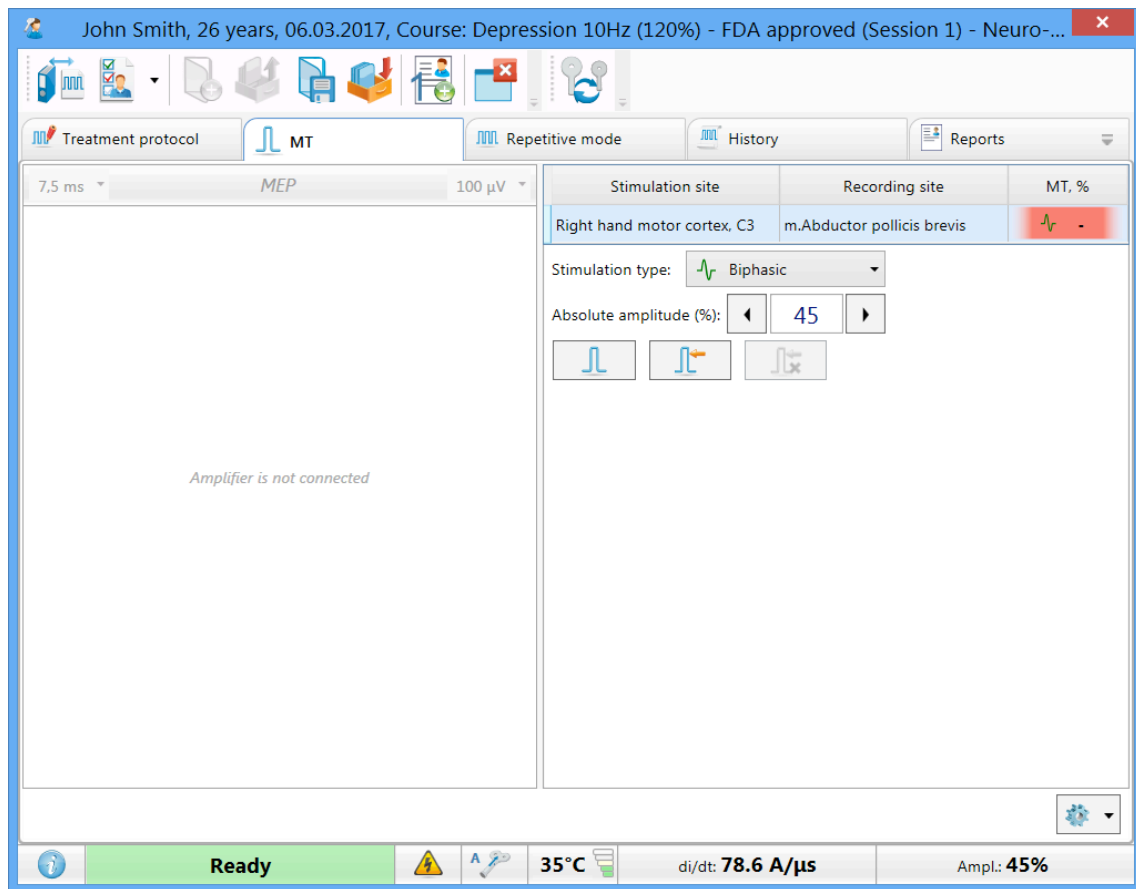 John Smith, 26 years, 06.03.2017, Course: Depression 10Hz (120%) - FDA approved (Session 1) - Neuro-...
Treatment protocol
MT
Repetitive mode
History
Reports
7,5 ms
MEP
100 µV
Stimulation site
Recording site
MT, %
Right hand motor cortex, C3
m.Abductor pollicis brevis
-
Stimulation type:
Biphasic
Absolute amplitude (%):
45
Amplifier is not connected
Ready
A
35°C
di/dt: 78.6 A/µs
Ampl.: 45%